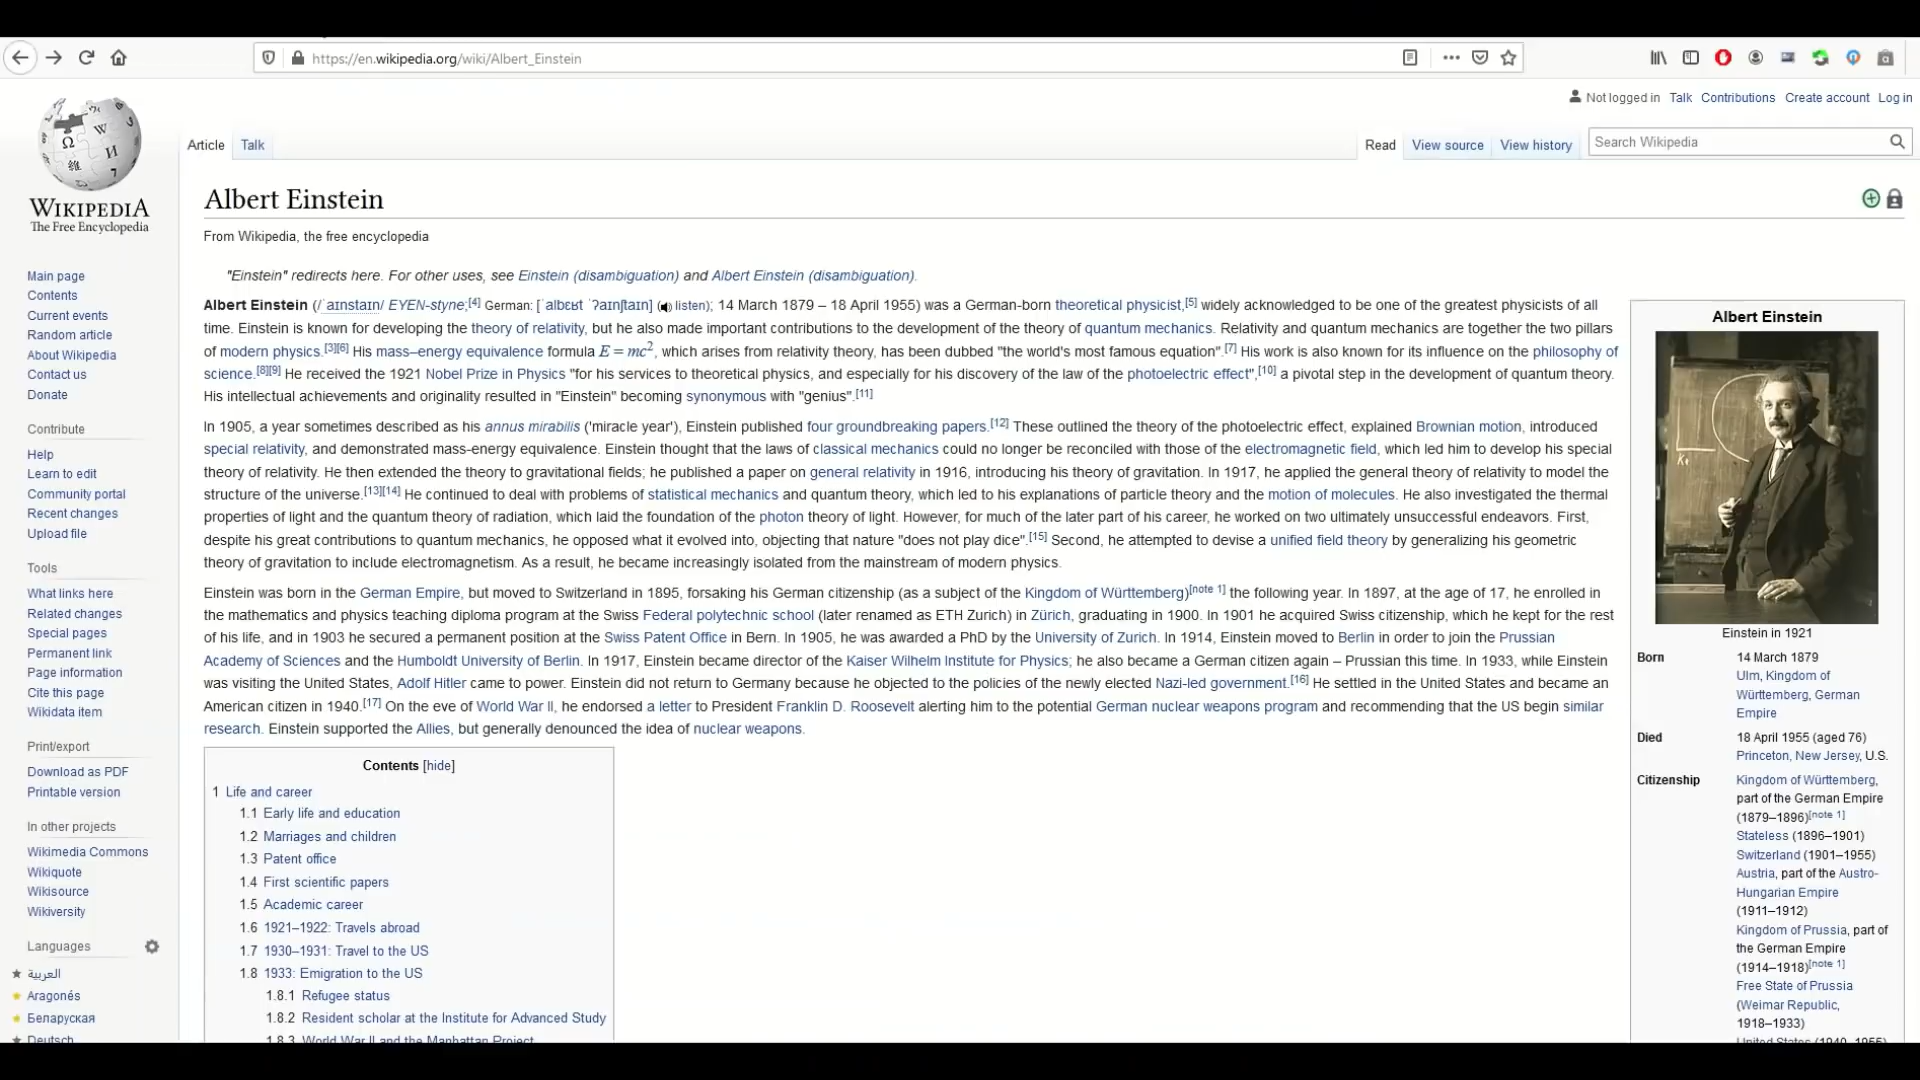 https://en.wikipedia.org/wiki/Albert_Einstein
Not logged in Talk Contributions Create account Log in
Article Talk
Read View source View history
Search Wikipedia
WIKIPEDIA
The Free Encyclopedia
Main page
Contents
Current events
Random article
About Wikipedia
Contact us
Donate
Contribute
Help
Learn to edit
Community portal
Recent changes
Upload file
Tools
What links here
Related changes
Special pages
Permanent link
Page information
Cite this page
Wikidata item
Print/export
Download as PDF
Printable version
In other projects
Wikimedia Commons
Wikiquote
Wikisource
Wikiversity
Languages
العربية
Aragonés
Беларуская
Deutsch
Albert Einstein
From Wikipedia, the free encyclopedia
"Einstein" redirects here. For other uses, see Einstein (disambiguation) and Albert Einstein (disambiguation).
Albert Einstein (/ˈaɪnstaɪn/ EYEN-styne;[4] German: [ˈalbɛʁt ˈʔaɪnʃtaɪn] (listen); 14 March 1879 – 18 April 1955) was a German-born theoretical physicist,[5] widely acknowledged to be one of the greatest physicists of all
time. Einstein is known for developing the theory of relativity, but he also made important contributions to the development of the theory of quantum mechanics. Relativity and quantum mechanics are together the two pillars
of modern physics.[3][6] His mass–energy equivalence formula E = mc², which arises from relativity theory, has been dubbed "the world's most famous equation".[7] His work is also known for its influence on the philosophy of
science.[8][9] He received the 1921 Nobel Prize in Physics "for his services to theoretical physics, and especially for his discovery of the law of the photoelectric effect",[10] a pivotal step in the development of quantum theory.
His intellectual achievements and originality resulted in "Einstein" becoming synonymous with "genius".[11]
In 1905, a year sometimes described as his annus mirabilis ('miracle year'), Einstein published four groundbreaking papers.[12] These outlined the theory of the photoelectric effect, explained Brownian motion, introduced
special relativity, and demonstrated mass-energy equivalence. Einstein thought that the laws of classical mechanics could no longer be reconciled with those of the electromagnetic field, which led him to develop his special
theory of relativity. He then extended the theory to gravitational fields; he published a paper on general relativity in 1916, introducing his theory of gravitation. In 1917, he applied the general theory of relativity to model the
structure of the universe.[13][14] He continued to deal with problems of statistical mechanics and quantum theory, which led to his explanations of particle theory and the motion of molecules. He also investigated the thermal
properties of light and the quantum theory of radiation, which laid the foundation of the photon theory of light. However, for much of the later part of his career, he worked on two ultimately unsuccessful endeavors. First,
despite his great contributions to quantum mechanics, he opposed what it evolved into, objecting that nature "does not play dice".[15] Second, he attempted to devise a unified field theory by generalizing his geometric
theory of gravitation to include electromagnetism. As a result, he became increasingly isolated from the mainstream of modern physics.
Einstein was born in the German Empire, but moved to Switzerland in 1895, forsaking his German citizenship (as a subject of the Kingdom of Württemberg)[note 1] the following year. In 1897, at the age of 17, he enrolled in
the mathematics and physics teaching diploma program at the Swiss Federal polytechnic school (later renamed as ETH Zurich) in Zürich, graduating in 1900. In 1901 he acquired Swiss citizenship, which he kept for the rest
of his life, and in 1903 he secured a permanent position at the Swiss Patent Office in Bern. In 1905, he was awarded a PhD by the University of Zurich. In 1914, Einstein moved to Berlin in order to join the Prussian
Academy of Sciences and the Humboldt University of Berlin. In 1917, Einstein became director of the Kaiser Wilhelm Institute for Physics; he also became a German citizen again – Prussian this time. In 1933, while Einstein
was visiting the United States, Adolf Hitler came to power. Einstein did not return to Germany because he objected to the policies of the newly elected Nazi-led government.[16] He settled in the United States and became an
American citizen in 1940.[17] On the eve of World War II, he endorsed a letter to President Franklin D. Roosevelt alerting him to the potential German nuclear weapons program and recommending that the US begin similar
research. Einstein supported the Allies, but generally denounced the idea of nuclear weapons.
Contents [hide]
1 Life and career
1.1 Early life and education
1.2 Marriages and children
1.3 Patent office
1.4 First scientific papers
1.5 Academic career
1.6 1921–1922: Travels abroad
1.7 1930–1931: Travel to the US
1.8 1933: Emigration to the US
1.8.1 Refugee status
1.8.2 Resident scholar at the Institute for Advanced Study
1.8.3 World War II and the Manhattan Project
Albert Einstein
Einstein in 1921
Born 14 March 1879
Ulm, Kingdom of
Württemberg, German
Empire
Died 18 April 1955 (aged 76)
Princeton, New Jersey, U.S.
Citizenship Kingdom of Württemberg,
part of the German Empire
(1879–1896)[note 1]
Stateless (1896–1901)
Switzerland (1901–1955)
Austria, part of the Austro-
Hungarian Empire
(1911–1912)
Kingdom of Prussia, part of
the German Empire
(1914–1918)[note 1]
Free State of Prussia
(Weimar Republic,
1918–1933)
United States (1940–1955)